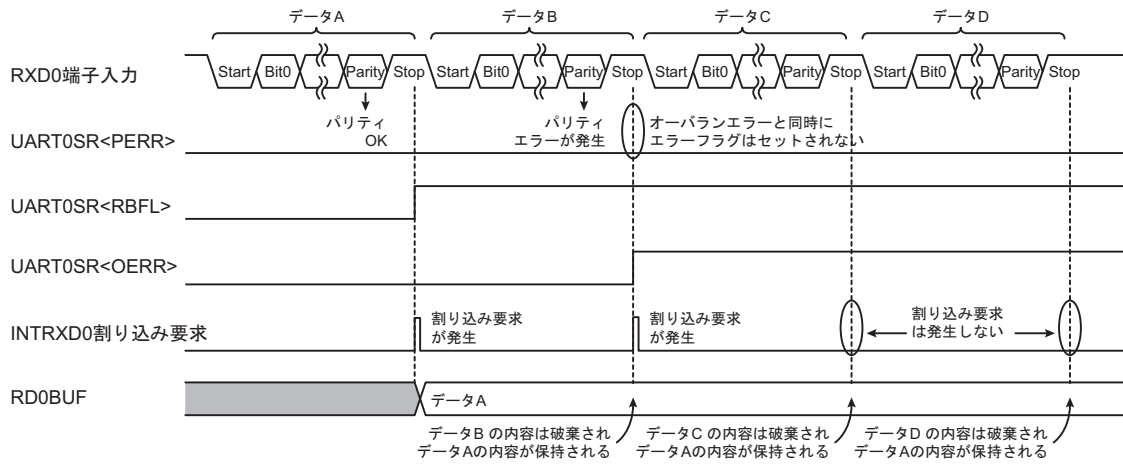 データA データB データC データD
RXD0端子入力 Start Bit0 Parity Stop Start Bit0 Parity Stop Start Bit0 Parity Stop Start Bit0 Parity Stop
パリティ
OK
パリティ
エラーが発生
オーバランエラーと同時に
エラーフラグはセットされない
UART0SR<PERR>
UART0SR<RBFL>
UART0SR<OERR>
INTRXD0割り込み要求
割り込み要求
が発生
割り込み要求
が発生
割り込み要求
は発生しない
RD0BUF
データA
データB の内容は破棄され
データAの内容が保持される
データC の内容は破棄され
データAの内容が保持される
データD の内容は破棄され
データAの内容が保持される